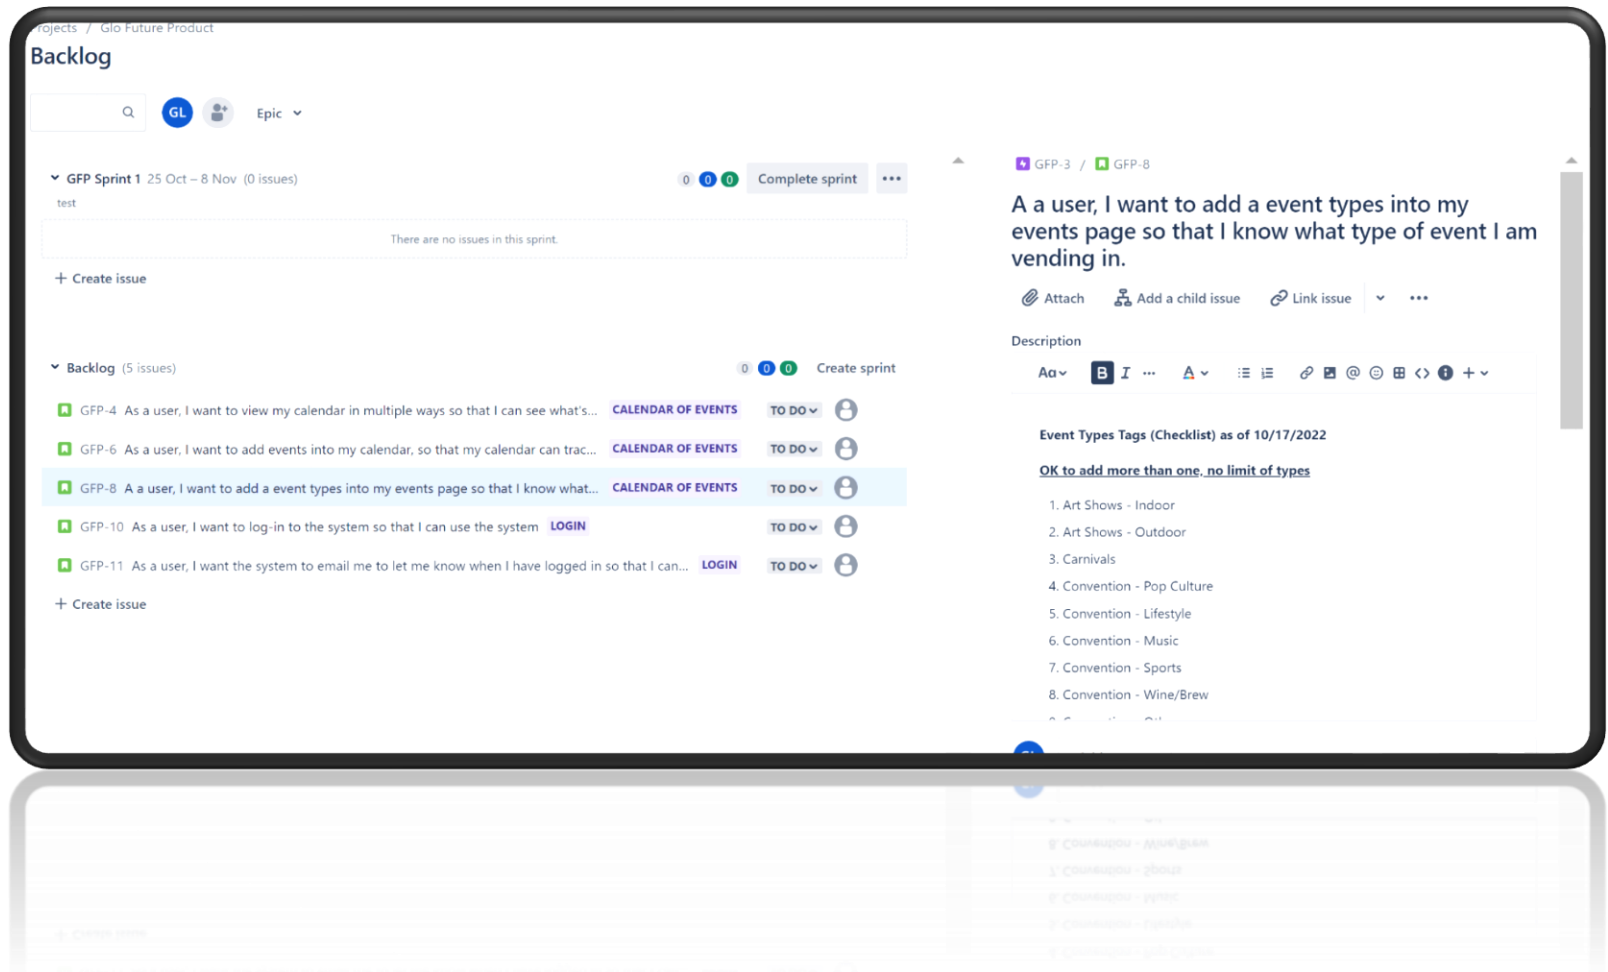 Projects / Glo Future Product
Backlog
GL Epic
GFP Sprint 1 25 Oct – 8 Nov (0 issues) 0 0 0 Complete sprint
test
There are no issues in this sprint.
+ Create issue
Backlog (5 issues) 0 0 0 Create sprint
GFP-4 As a user, I want to view my calendar in multiple ways so that I can see what's... CALENDAR OF EVENTS TO DO
GFP-6 As a user, I want to add events into my calendar, so that my calendar can trac... CALENDAR OF EVENTS TO DO
GFP-8 A a user, I want to add a event types into my events page so that I know what... CALENDAR OF EVENTS TO DO
GFP-10 As a user, I want to log-in to the system so that I can use the system LOGIN TO DO
GFP-11 As a user, I want the system to email me to let me know when I have logged in so that I can... LOGIN TO DO
+ Create issue
GFP-3 / GFP-8
A a user, I want to add a event types into my
events page so that I know what type of event I am
vending in.
Attach Add a child issue Link issue
Description
Aa B I A
Event Types Tags (Checklist) as of 10/17/2022
OK to add more than one, no limit of types
1. Art Shows - Indoor
2. Art Shows - Outdoor
3. Carnivals
4. Convention - Pop Culture
5. Convention - Lifestyle
6. Convention - Music
7. Convention - Sports
8. Convention - Wine/Brew